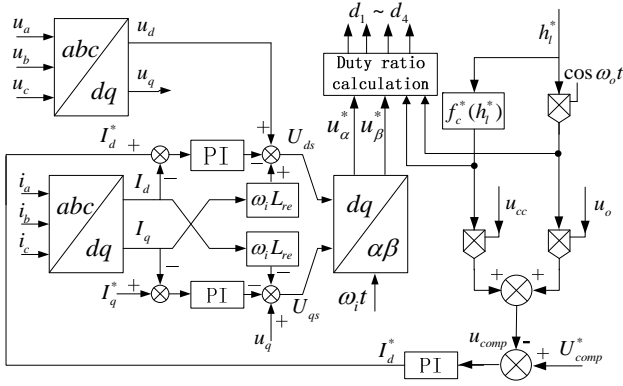 u_a
u_b
u_c
abc
dq
u_d
u_q
d_1 ~ d_4
Duty ratio
calculation
h_l^*
cos ω_o t
f_c^*(h_l^*)
u_α^*
u_β^*
I_d^*
+
−
PI
−
+
+
U_ds
i_a
i_b
i_c
abc
dq
I_d
I_q
ω_i L_re
ω_i L_re
dq
αβ
u_cc
u_o
−
I_q^*
+
PI
−
−
+
U_qs
u_q
ω_i t
+
+
u_comp
-
+
U_comp^*
I_d^*
PI